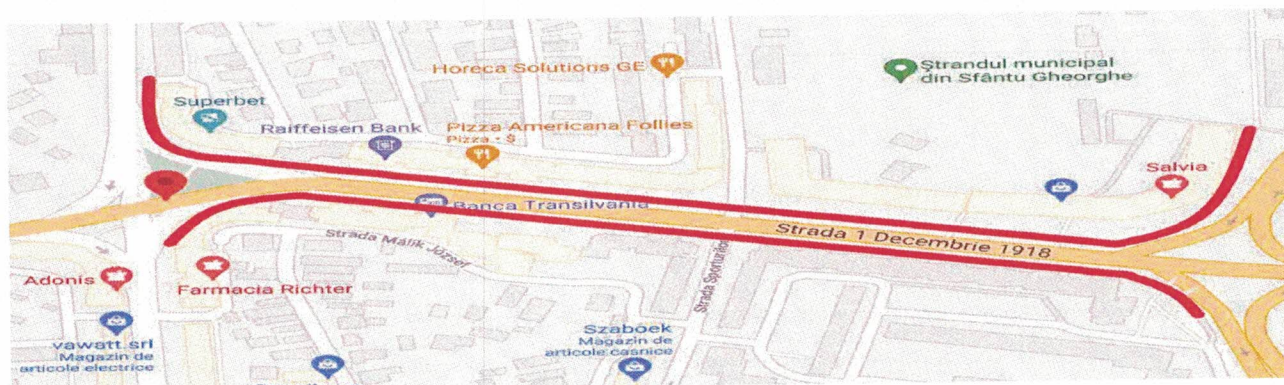 Horeca Solutions GE
Ștrandul municipal
din Sfântu Gheorghe
Superbet
Raiffeisen Bank
Pizza Americana Follies
Pizza • $
Salvia
Banca Transilvania
Strada 1 Decembrie 1918
Strada Málik József
Strada Sporturilor
Adonis
Farmacia Richter
vawatt srl
Magazin de
articole electrice
Szaboek
Magazin de
articole casnice